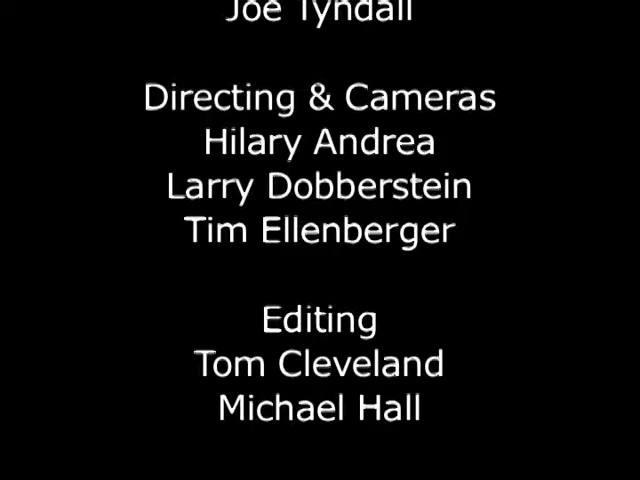 Joe Tyndall
Directing & Cameras
Hilary Andrea
Larry Dobberstein
Tim Ellenberger
Editing
Tom Cleveland
Michael Hall